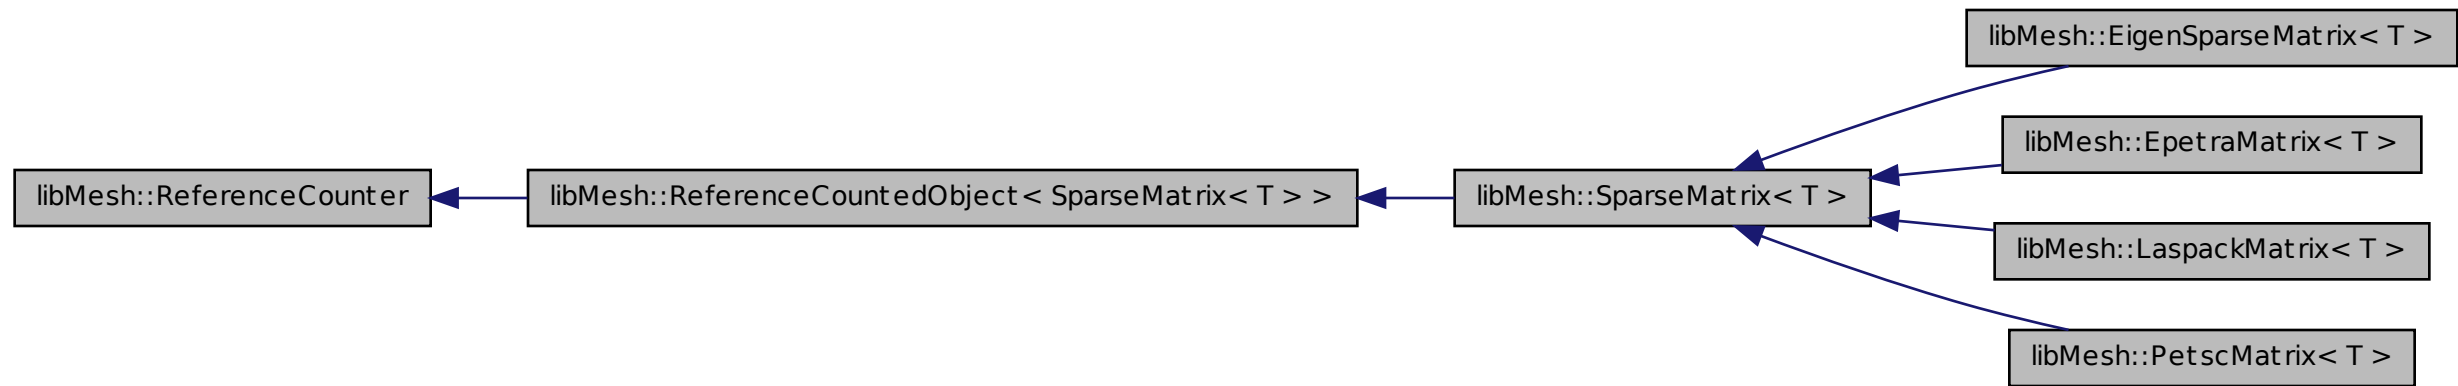 libMesh::EigenSparseMatrix< T >
libMesh::EpetraMatrix< T >
libMesh::ReferenceCounter
libMesh::ReferenceCountedObject< SparseMatrix< T > >
libMesh::SparseMatrix< T >
libMesh::LaspackMatrix< T >
libMesh::PetscMatrix< T >